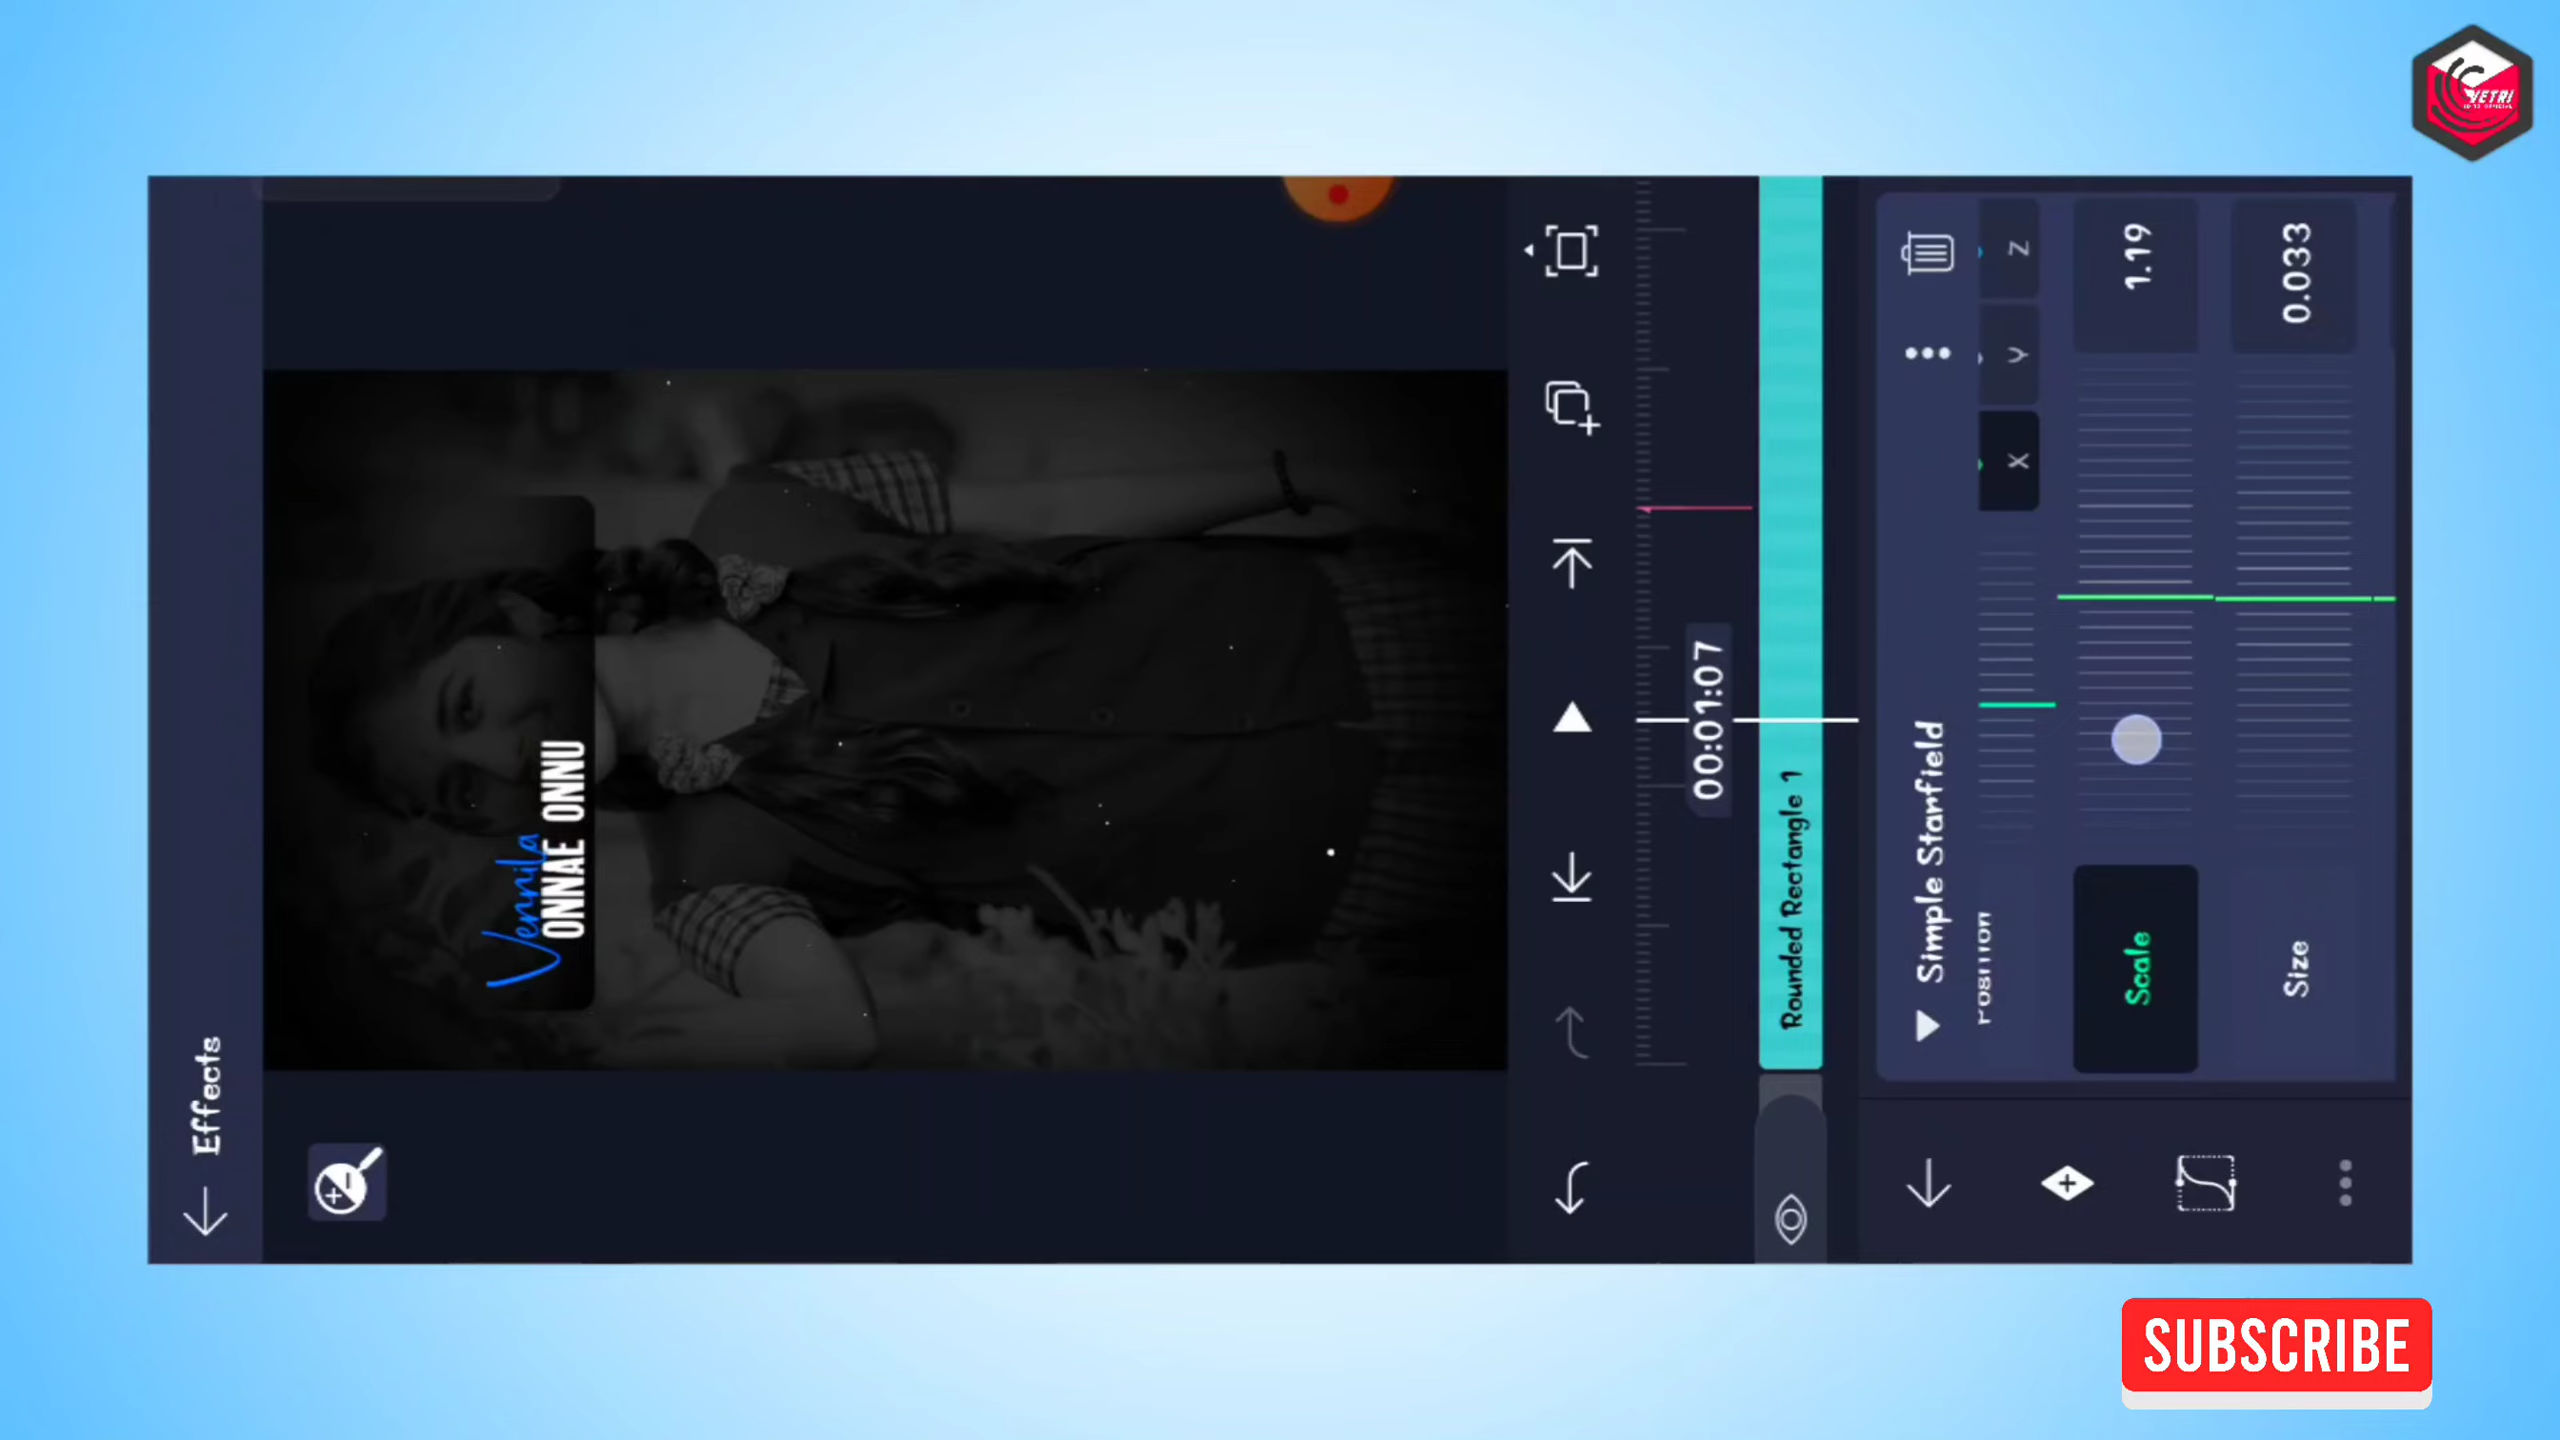 VETRI
Effects
Vennila
ONNAE ONNU
00:01:07
Rounded Rectangle 1
Simple Starfield
Position
X
Y
Z
Scale
1.19
Size
0.033
SUBSCRIBE